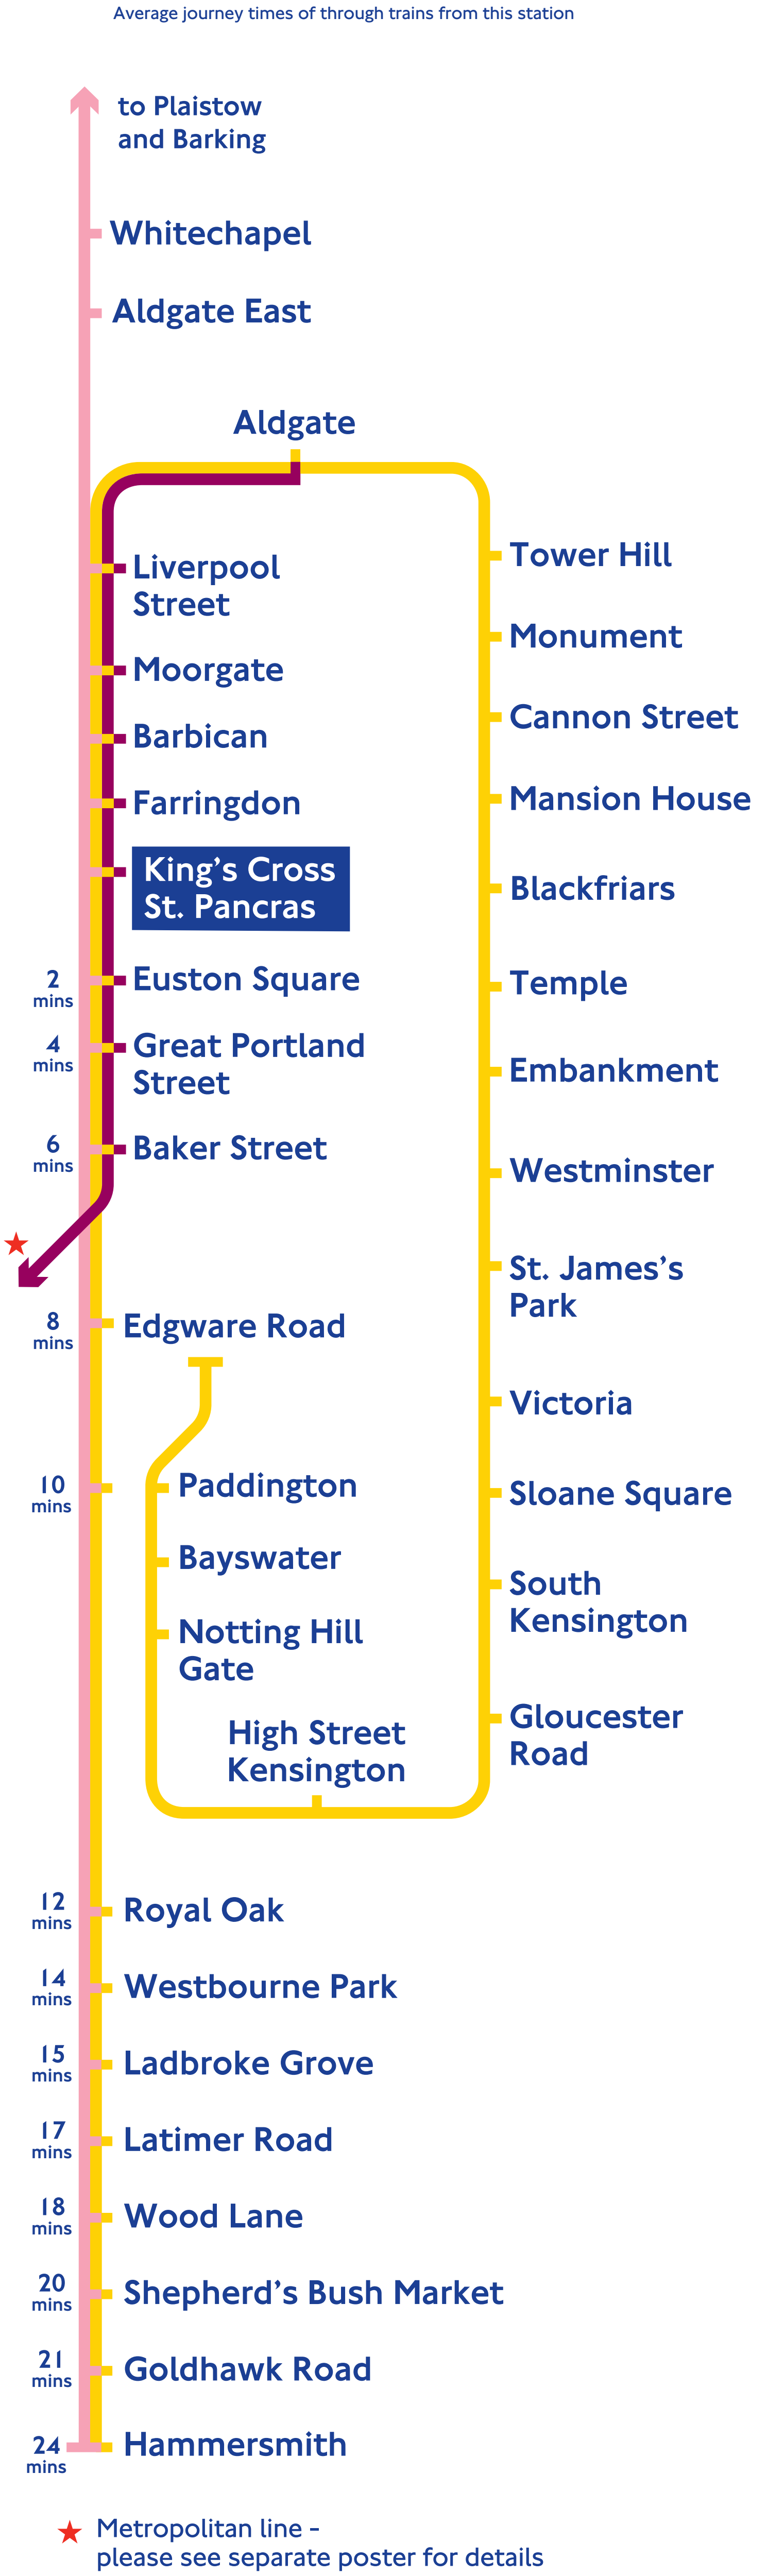 Average journey times of through trains from this station
to Plaistow
and Barking
Whitechapel
Aldgate East
Aldgate
Liverpool
Street
Moorgate
Barbican
Farringdon
King's Cross
St. Pancras
2
mins
Euston Square
4
mins
Great Portland
Street
6
mins
Baker Street
8
mins
Edgware Road
10
mins
Paddington
Bayswater
Notting Hill
Gate
High Street
Kensington
Tower Hill
Monument
Cannon Street
Mansion House
Blackfriars
Temple
Embankment
Westminster
St. James's
Park
Victoria
Sloane Square
South
Kensington
Gloucester
Road
12
mins
Royal Oak
14
mins
Westbourne Park
15
mins
Ladbroke Grove
17
mins
Latimer Road
18
mins
Wood Lane
20
mins
Shepherd's Bush Market
21
mins
Goldhawk Road
24
mins
Hammersmith
Metropolitan line -
please see separate poster for details